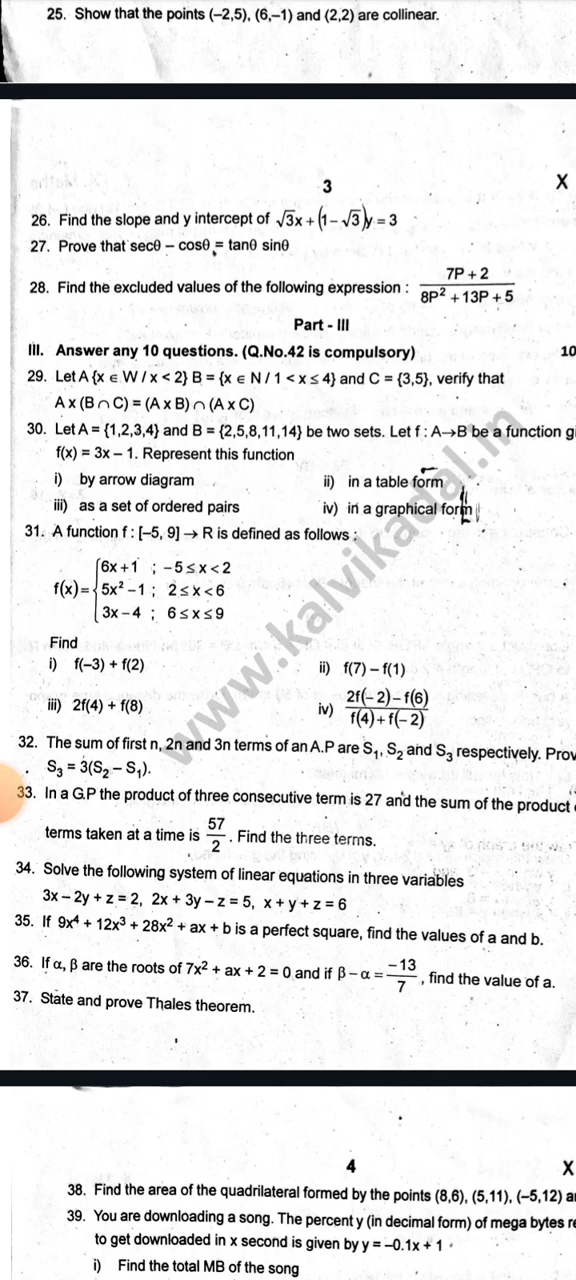 25. Show that the points (–2,5), (6,–1) and (2,2) are collinear.
3 X
26. Find the slope and y intercept of √3x + (1 – √3)y = 3
27. Prove that secθ – cosθ = tanθ sinθ
28. Find the excluded values of the following expression : (7P + 2)/(8P² + 13P + 5)
Part - III
III. Answer any 10 questions. (Q.No.42 is compulsory) 10
29. Let A {x ∈ W / x < 2} B = {x ∈ N / 1 < x ≤ 4} and C = {3,5}, verify that
A x (B ∩ C) = (A x B) ∩ (A x C)
30. Let A = {1,2,3,4} and B = {2,5,8,11,14} be two sets. Let f : A→B be a function gi
f(x) = 3x – 1. Represent this function
i) by arrow diagram ii) in a table form
iii) as a set of ordered pairs iv) in a graphical form
31. A function f : [–5, 9] → R is defined as follows :
f(x) = { 6x + 1 ; –5 ≤ x < 2
5x² – 1 ; 2 ≤ x < 6
3x – 4 ; 6 ≤ x ≤ 9
Find
i) f(–3) + f(2) ii) f(7) – f(1)
iii) 2f(4) + f(8) iv) (2f(–2) – f(6))/(f(4) + f(–2))
32. The sum of first n, 2n and 3n terms of an A.P are S₁, S₂ and S₃ respectively. Prov
S₃ = 3(S₂ – S₁).
33. In a G.P the product of three consecutive term is 27 and the sum of the product
terms taken at a time is 57/2. Find the three terms.
34. Solve the following system of linear equations in three variables
3x – 2y + z = 2, 2x + 3y – z = 5, x + y + z = 6
35. If 9x⁴ + 12x³ + 28x² + ax + b is a perfect square, find the values of a and b.
36. If α, β are the roots of 7x² + ax + 2 = 0 and if β – α = –13/7, find the value of a.
37. State and prove Thales theorem.
www.kalvikadal.in
4 X
38. Find the area of the quadrilateral formed by the points (8,6), (5,11), (–5,12) a
39. You are downloading a song. The percent y (in decimal form) of mega bytes re
to get downloaded in x second is given by y = –0.1x + 1
i) Find the total MB of the song